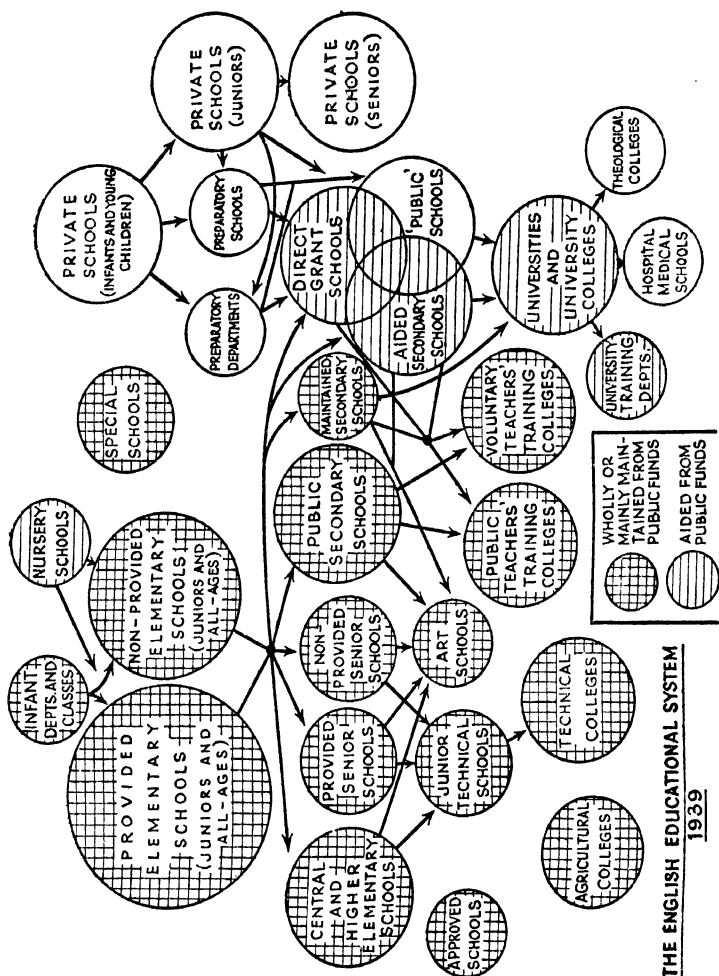 PROVIDED
ELEMENTARY
SCHOOLS
(JUNIORS AND
ALL-AGES)
INFANT
DEPTS. AND
CLASSES
NON-PROVIDED
ELEMENTARY
SCHOOLS
(JUNIORS AND
ALL-AGES)
NURSERY
SCHOOLS
SPECIAL
SCHOOLS
PRIVATE
SCHOOLS
(INFANTS AND YOUNG
CHILDREN)
PRIVATE
SCHOOLS
(JUNIORS)
PREPARATORY
DEPARTMENTS
PREPARATORY
SCHOOLS
PRIVATE
SCHOOLS
(SENIORS)
CENTRAL
AND
HIGHER
ELEMENTARY
SCHOOLS
PROVIDED
SENIOR
SCHOOLS
NON-
PROVIDED
SENIOR
SCHOOLS
PUBLIC
SECONDARY
SCHOOLS
MAINTAINED
SECONDARY
SCHOOLS
DIRECT
GRANT
SCHOOLS
AIDED
SECONDARY
SCHOOLS
'PUBLIC'
SCHOOLS
APPROVED
SCHOOLS
JUNIOR
TECHNICAL
SCHOOLS
ART
SCHOOLS
PUBLIC
TEACHERS'
TRAINING
COLLEGES
VOLUNTARY
TEACHERS'
TRAINING
COLLEGES
UNIVERSITIES
AND
UNIVERSITY
COLLEGES
AGRICULTURAL
COLLEGES
TECHNICAL
COLLEGES
UNIVERSITY
TRAINING
DEPTS.
HOSPITAL
MEDICAL
SCHOOLS
THEOLOGICAL
COLLEGES
WHOLLY OR
MAINLY MAIN-
TAINED FROM
PUBLIC FUNDS
AIDED FROM
PUBLIC FUNDS
THE ENGLISH EDUCATIONAL SYSTEM
1939